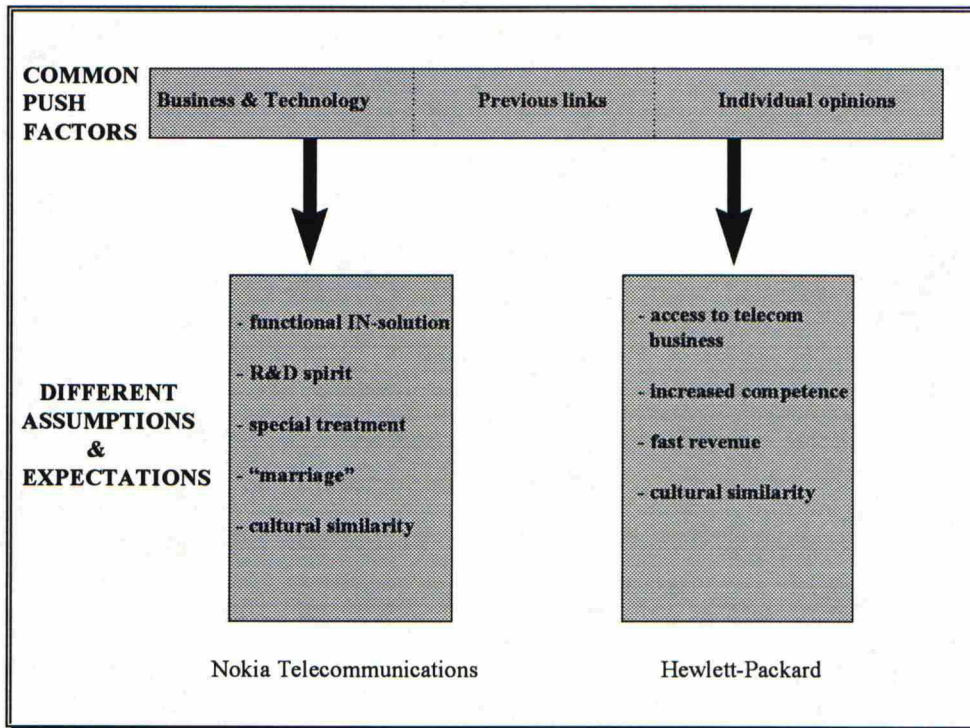 COMMON
PUSH
FACTORS
Business & Technology
Previous links
Individual opinions
DIFFERENT
ASSUMPTIONS
&
EXPECTATIONS
- functional IN-solution
- R&D spirit
- special treatment
- “marriage”
- cultural similarity
- access to telecom
business
- increased competence
- fast revenue
- cultural similarity
Nokia Telecommunications
Hewlett-Packard